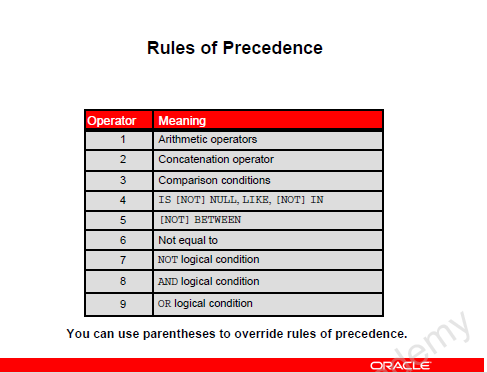 Rules of Precedence
Operator Meaning
1 Arithmetic operators
2 Concatenation operator
3 Comparison conditions
4 IS [NOT] NULL, LIKE, [NOT] IN
5 [NOT] BETWEEN
6 Not equal to
7 NOT logical condition
8 AND logical condition
9 OR logical condition
You can use parentheses to override rules of precedence.
ORACLE